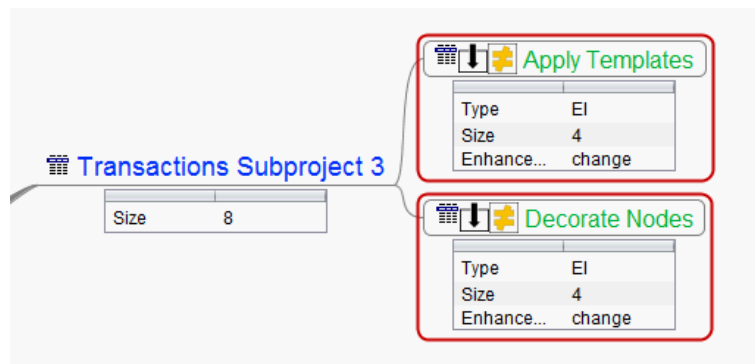 Apply Templates
Type EI
Size 4
Enhance... change
Transactions Subproject 3
Size 8
Decorate Nodes
Type EI
Size 4
Enhance... change